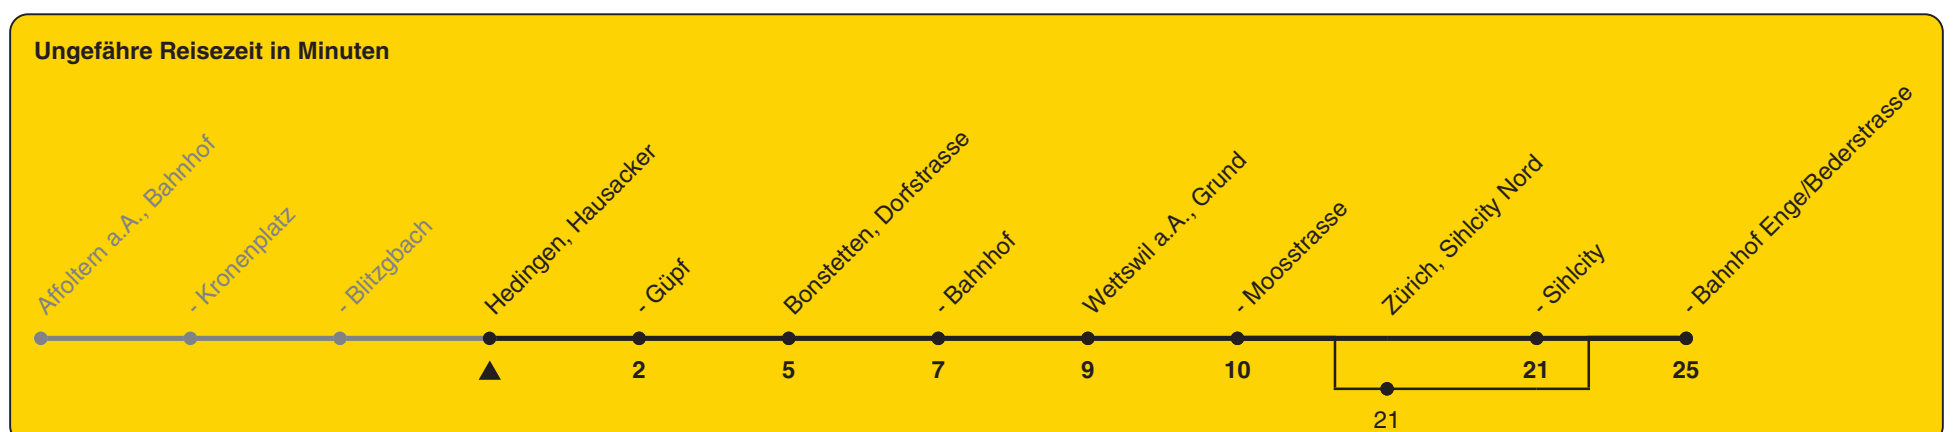 Ungefähre Reisezeit in Minuten
Affoltern a.A., Bahnhof
- Kronenplatz
- Blitzgbach
Hedingen, Hausacker
- Güpf
Bonstetten, Dorfstrasse
- Bahnhof
Wettswil a.A., Grund
- Moosstrasse
Zürich, Sihlcity Nord
- Sihlcity
- Bahnhof Enge/Bederstrasse
2 5 7 9 10 21 25
21